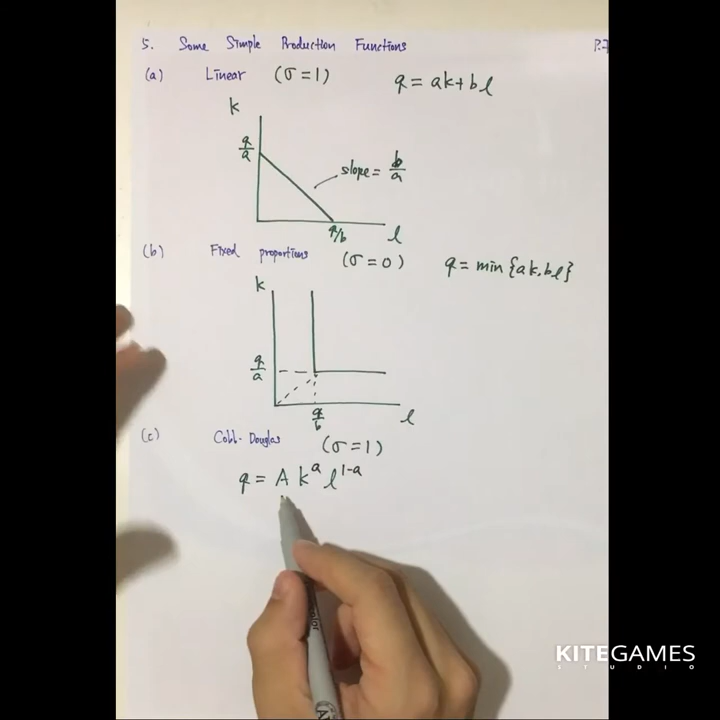 5. Some Simple Production Functions
(a) Linear (σ=1) q = ak+bl
k
q/a
slope = b/a
q/b
l
(b) Fixed proportions (σ=0) q = min{ak,bl}
k
q/a
q/b
l
(c) Cobb-Douglas (σ=1)
q = A k^a l^1-a
KITEGAMES
STUDIO